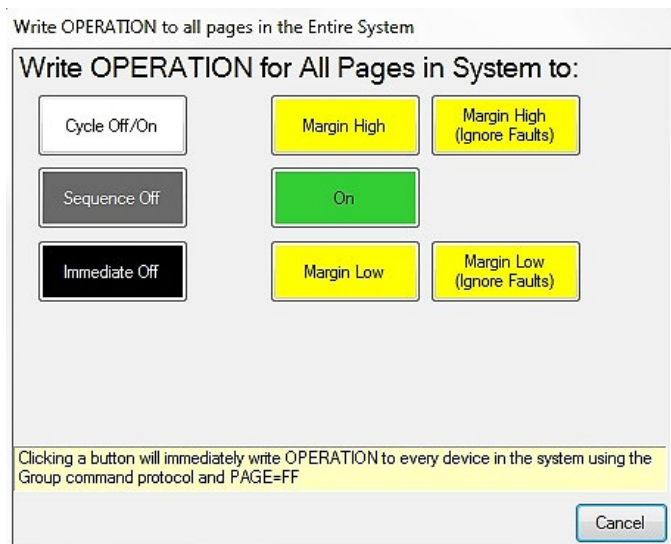 Write OPERATION to all pages in the Entire System
Write OPERATION for All Pages in System to:
Cycle Off/On
Margin High
Margin High
(Ignore Faults)
Sequence Off
On
Immediate Off
Margin Low
Margin Low
(Ignore Faults)
Clicking a button will immediately write OPERATION to every device in the system using the
Group command protocol and PAGE=FF
Cancel